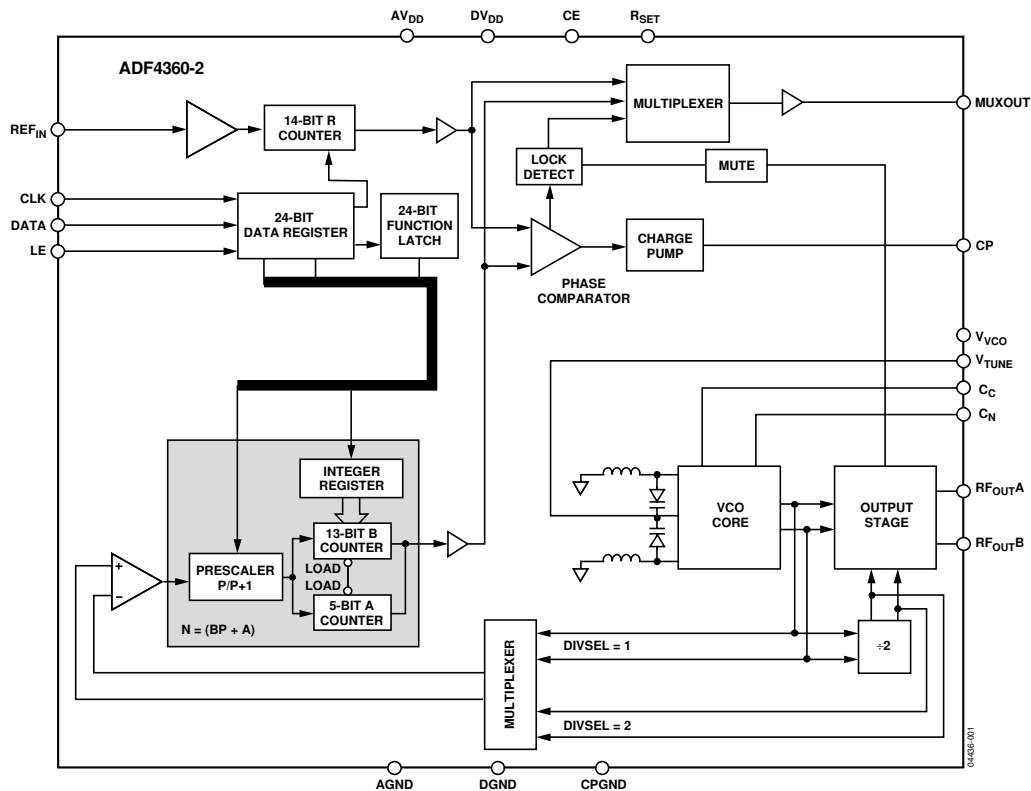 AVDD
DVDD
CE
RSET
ADF4360-2
MULTIPLEXER
MUXOUT
REFIN
14-BIT R
COUNTER
LOCK
DETECT
MUTE
CLK
DATA
LE
24-BIT
DATA REGISTER
24-BIT
FUNCTION
LATCH
CHARGE
PUMP
CP
PHASE
COMPARATOR
VVCO
VTUNE
CC
CN
INTEGER
REGISTER
13-BIT B
COUNTER
LOAD
LOAD
5-BIT A
COUNTER
PRESCALER
P/P+1
+
−
N = (BP + A)
VCO
CORE
OUTPUT
STAGE
RFOUTA
RFOUTB
MULTIPLEXER
DIVSEL = 1
DIVSEL = 2
÷2
04436-001
AGND
DGND
CPGND